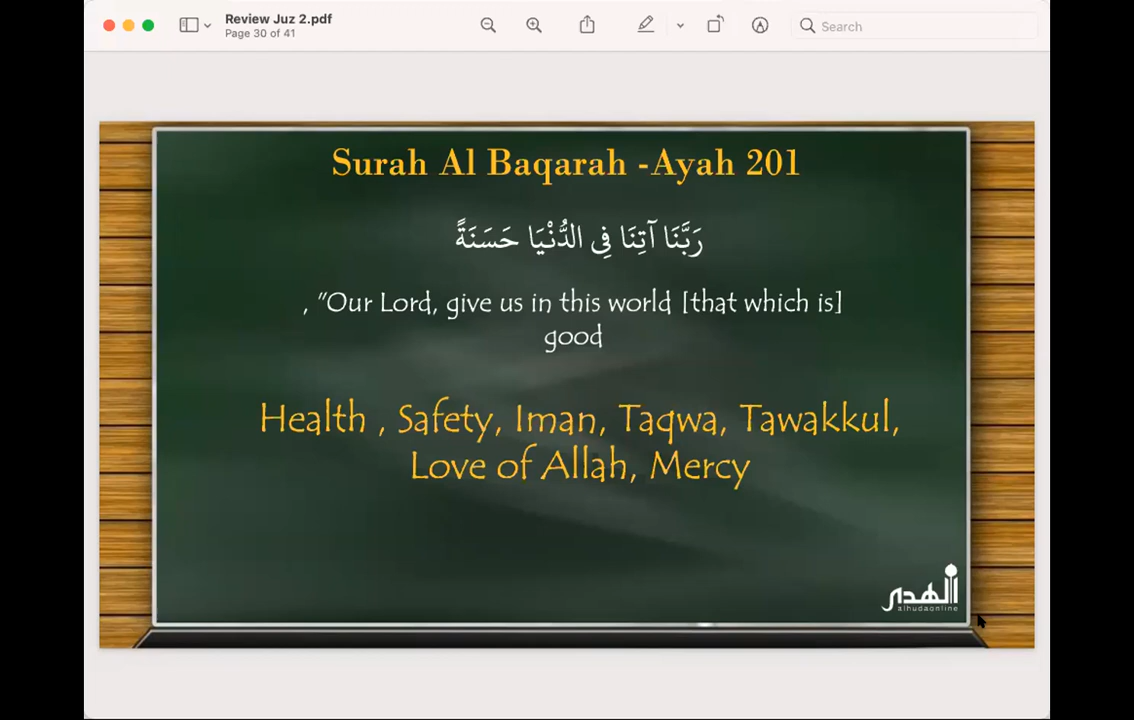 Review Juz 2.pdf
Page 30 of 41
Search
Surah Al Baqarah -Ayah 201
رَبَّنَا آتِنَا فِي الدُّنْيَا حَسَنَةً
, "Our Lord, give us in this world [that which is]
good
Health , Safety, Iman, Taqwa, Tawakkul,
Love of Allah, Mercy
الهدى
alhudaonline